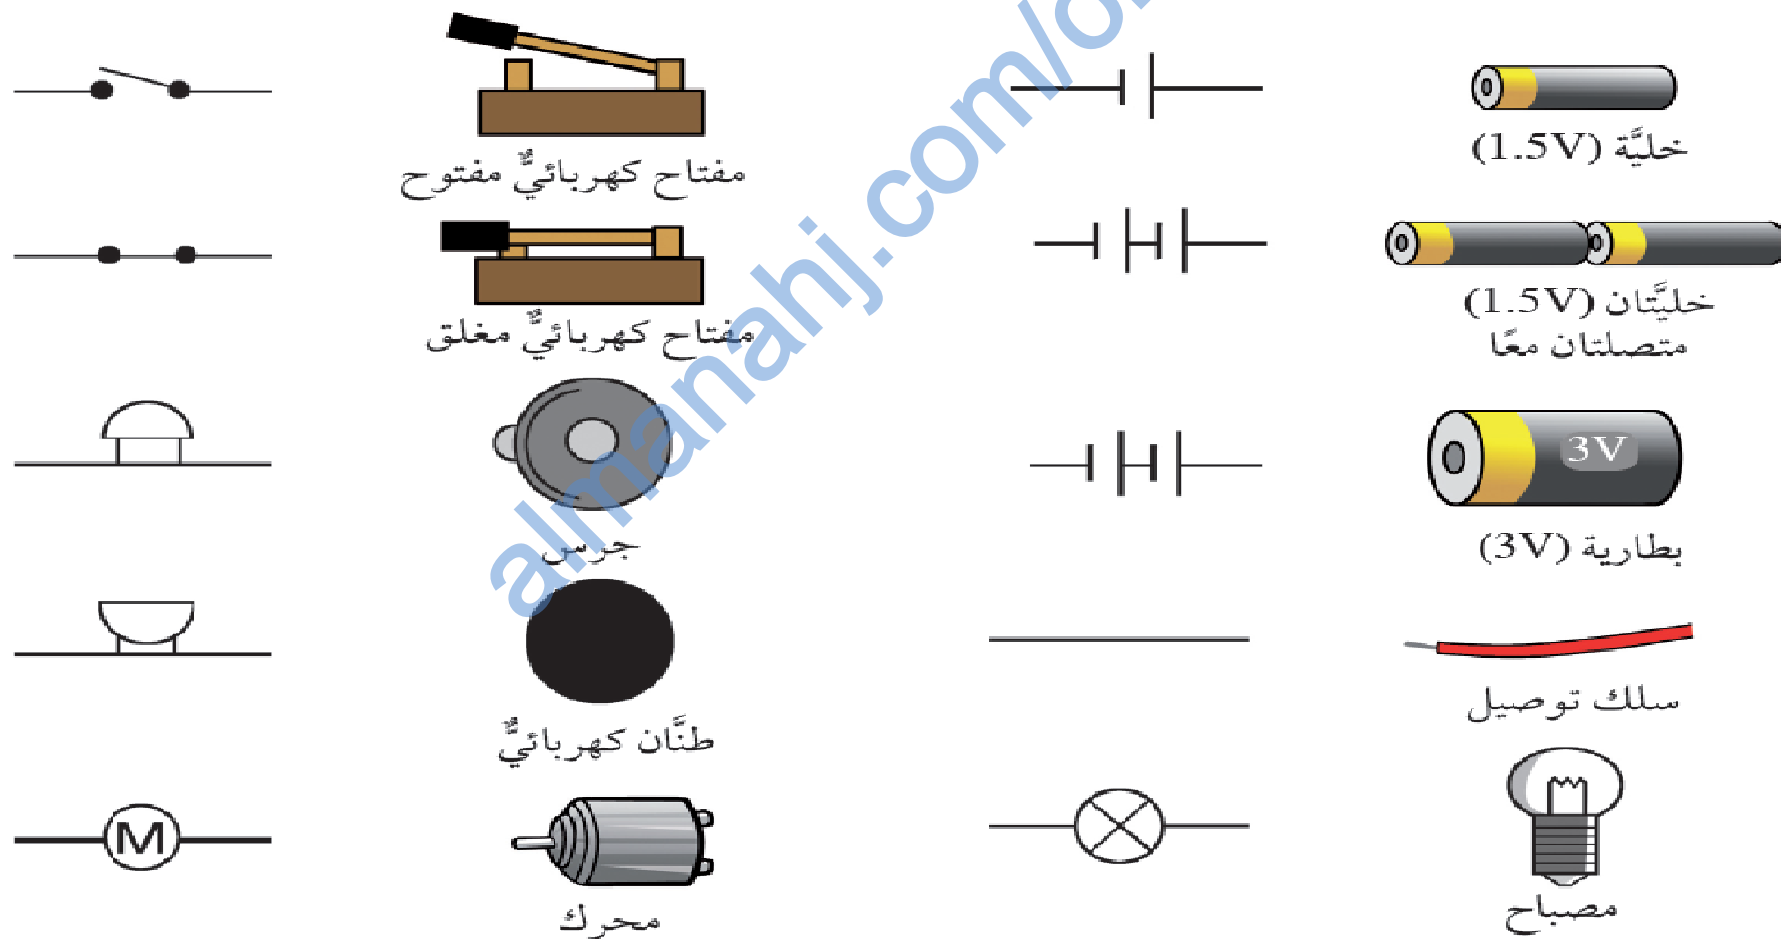 خليَّة (1.5V)
خليَّتان (1.5V)
متصلتان معًا
3V
بطارية (3V)
سلك توصيل
مصباح
مفتاح كهربائيٌّ مفتوح
مفتاح كهربائيٌّ مغلق
جرس
طنَّان كهربائيٌّ
محرك
M
almanahj.com/o